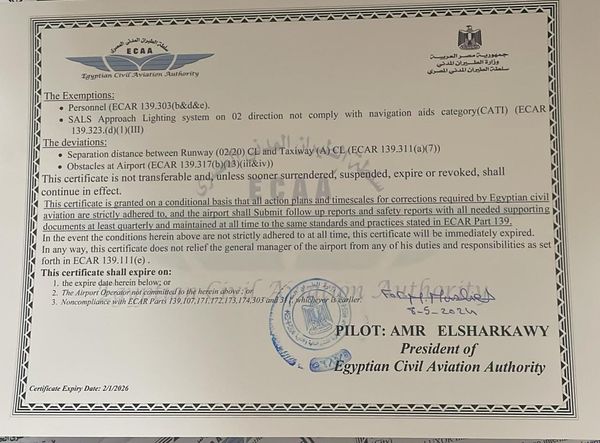 سلطة الطيران المدني المصري
ECAA
Egyptian Civil Aviation Authority
جمهورية مصر العربية
وزارة الطيران المدني
سلطة الطيران المدني المصري
The Exemptions:
• Personnel (ECAR 139.303(b&d&e).
• SALS Approach Lighting system on 02 direction not comply with navigation aids category(CATI) (ECAR
139.323.(d)(1)(III)
The deviations:
• Separation distance between Runway (02/20) CL and Taxiway (A) CL (ECAR 139.311(a)(7))
• Obstacles at Airport (ECAR 139.317(b)(13)(ii&iv))
This certificate is not transferable and, unless sooner surrendered, suspended, expire or revoked, shall
continue in effect.
This certificate is granted on a conditional basis that all action plans and timescales for corrections required by Egyptian civil
aviation are strictly adhered to, and the airport shall Submit follow up reports and safety reports with all needed supporting
documents at least quarterly and maintained at all time to the same standards and practices stated in ECAR Part 139.
In the event the conditions herein above are not strictly adhered to at all time, this certificate will be immediately expired.
In any way, this certificate does not relief the general manager of the airport from any of his duties and responsibilities as set
forth in ECAR 139.111(e) .
This certificate shall expire on:
1. the expire date herein below; or
2. The Airport Operator not committed to the herein above ; or
3. Noncompliance with ECAR Parts 139,107,171,172,173,174,305 and 311, whichever is earlier.
ECAA
Civil Aviation Authority
8-5-2024
PILOT: AMR ELSHARKAWY
President of
Egyptian Civil Aviation Authority
Certificate Expiry Date: 2/1/2026